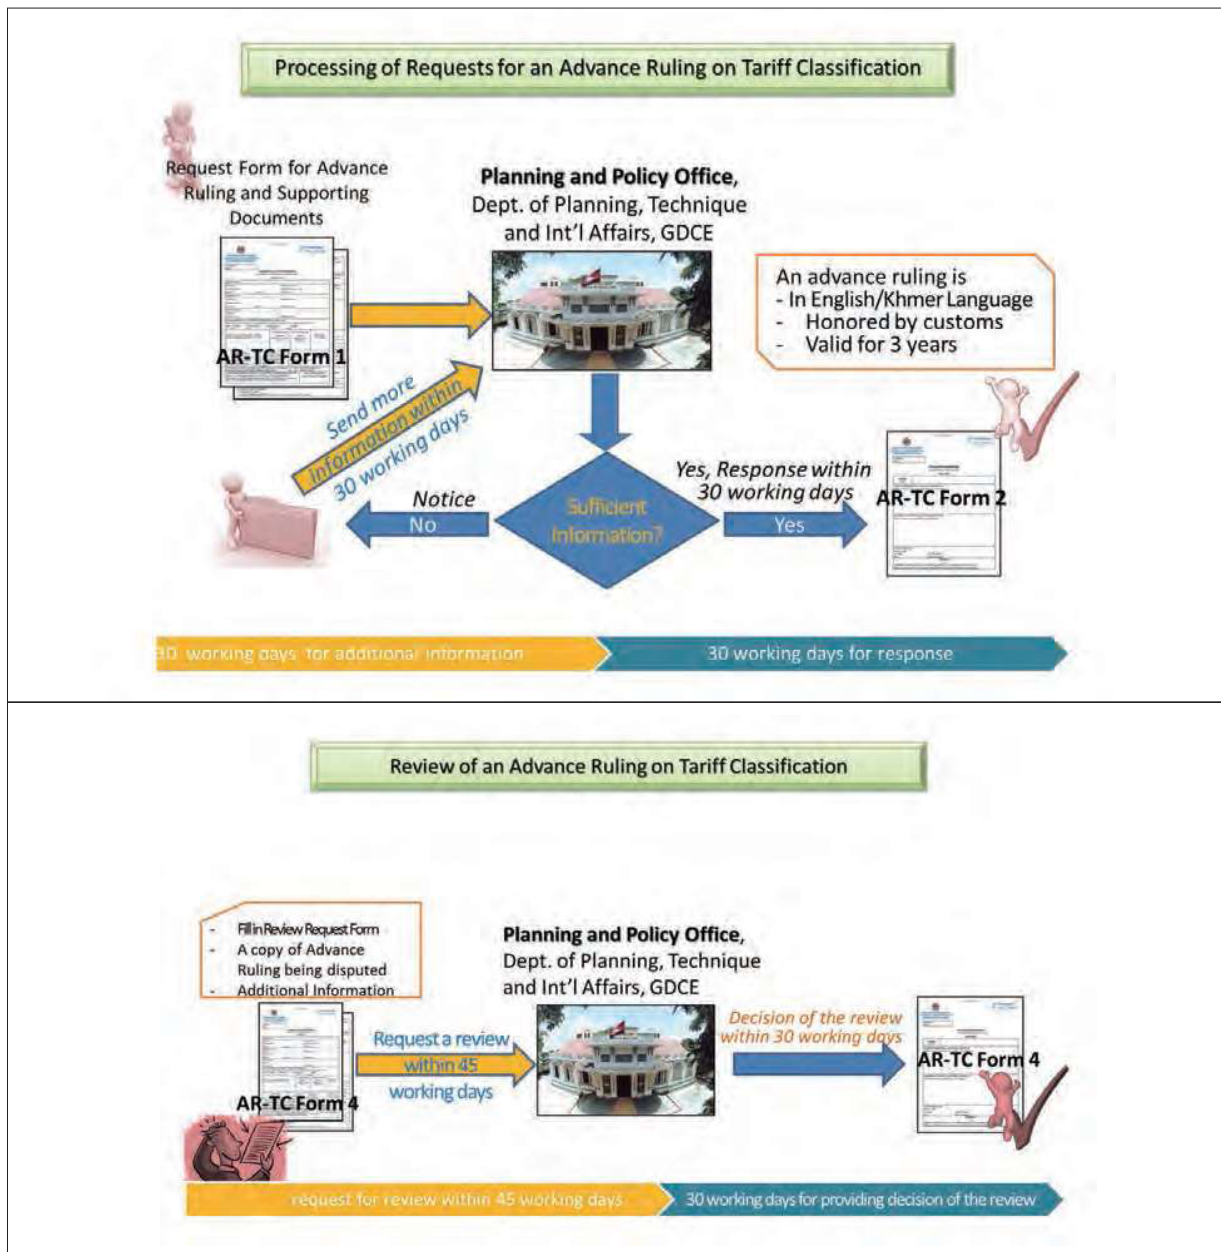 Processing of Requests for an Advance Ruling on Tariff Classification
Request Form for Advance
Ruling and Supporting
Documents
AR-TC Form 1
Planning and Policy Office,
Dept. of Planning, Technique
and Int'l Affairs, GDCE
An advance ruling is
- In English/Khmer Language
- Honored by customs
- Valid for 3 years
Send more
information within
30 working days
Notice
No
Sufficient
Information?
Yes, Response within
30 working days
Yes
AR-TC Form 2
30 working days for additional information
30 working days for response
Review of an Advance Ruling on Tariff Classification
- Fill in Review Request Form
- A copy of Advance
Ruling being disputed
- Additional Information
AR-TC Form 4
Request a review
within 45
working days
Planning and Policy Office,
Dept. of Planning, Technique
and Int'l Affairs, GDCE
Decision of the review
within 30 working days
AR-TC Form 4
request for review within 45 working days
30 working days for providing decision of the review